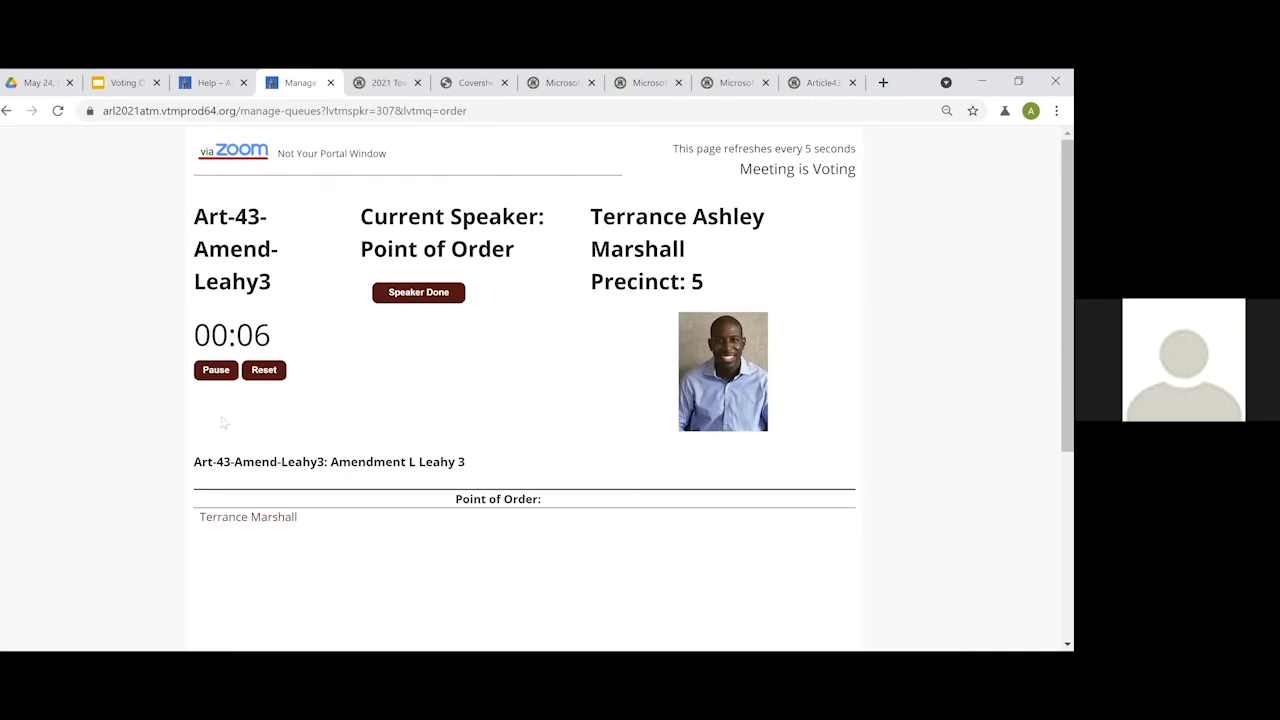 May 24,
Voting C
Help – A
Manage
2021 Tow
Covershe
Microsof
Microsof
Microsof
Article43
arl2021atm.vtmprod64.org/manage-queues?lvtmspkr=307&lvtmq=order
A
via zoom
Not Your Portal Window
This page refreshes every 5 seconds
Meeting is Voting
Art-43-
Amend-
Leahy3
Current Speaker:
Point of Order
Speaker Done
Terrance Ashley
Marshall
Precinct: 5
00:06
Pause Reset
Art-43-Amend-Leahy3: Amendment L Leahy 3
Point of Order:
Terrance Marshall